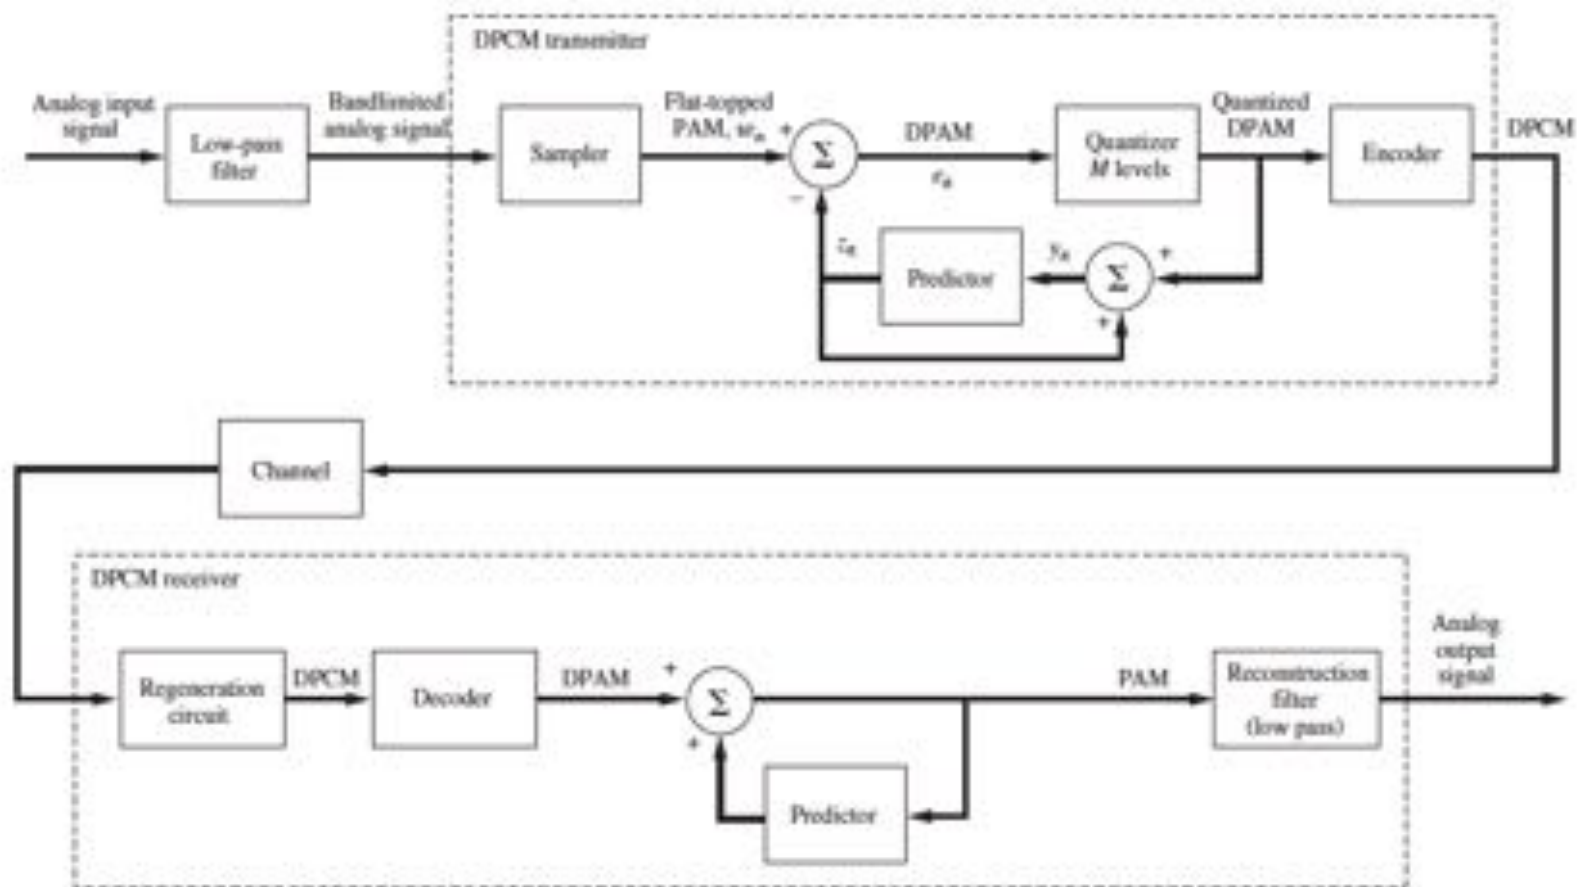 DPCM transmitter
Analog input
signal
Low-pass
filter
Bandlimited
analog signal
Sampler
Flat-topped
PAM, wₙ
+
Σ
−
DPAM
eₙ
Quantizer
M levels
Quantized
DPAM
Encoder
DPCM
zₙ
Predictor
yₙ
Σ
+
+
Channel
DPCM receiver
Regeneration
circuit
DPCM
Decoder
DPAM
+
Σ
+
PAM
Predictor
Reconstruction
filter
(low pass)
Analog
output
signal